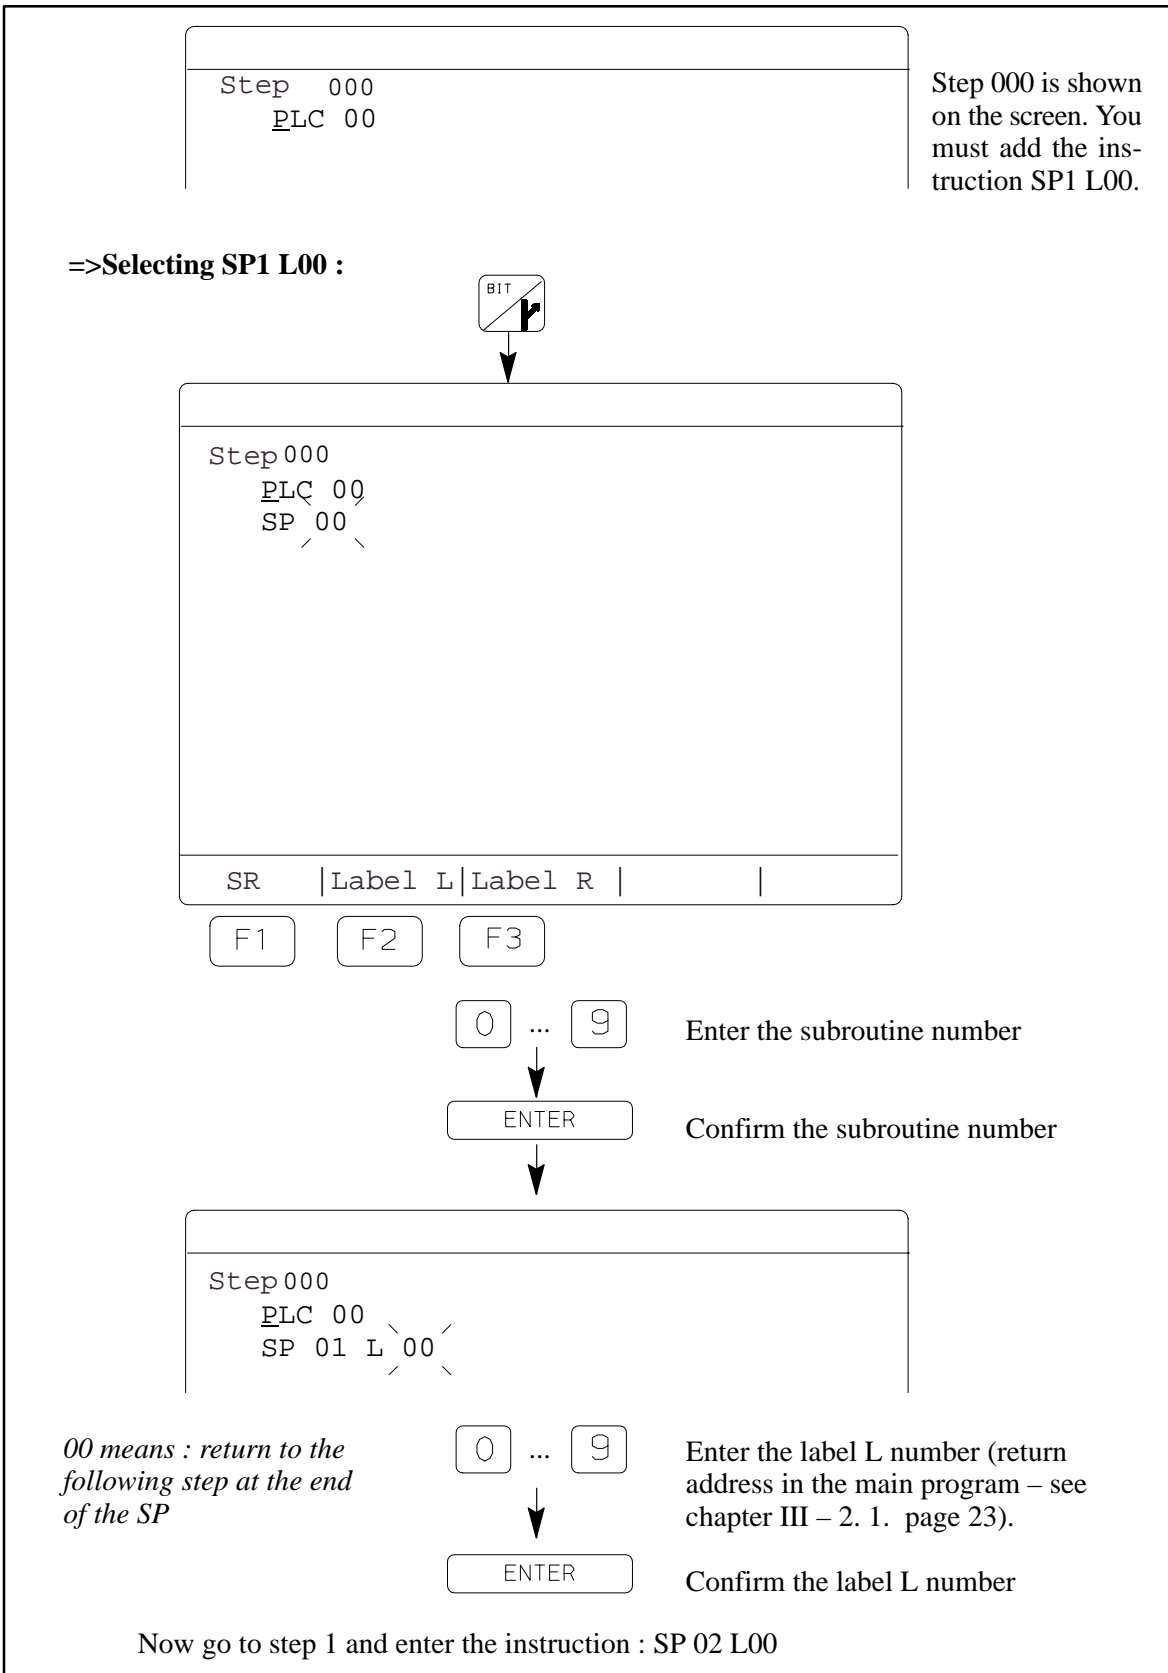 Step 000
PLC 00
Step 000 is shown
on the screen. You
must add the ins-
truction SP1 L00.
=>Selecting SP1 L00 :
BIT
Step 000
PLC 00
SP 00
SR |Label L|Label R | |
F1 F2 F3
0 ... 9 Enter the subroutine number
ENTER Confirm the subroutine number
Step 000
PLC 00
SP 01 L 00
00 means : return to the
following step at the end
of the SP
0 ... 9
Enter the label L number (return
address in the main program – see
chapter III – 2. 1. page 23).
ENTER Confirm the label L number
Now go to step 1 and enter the instruction : SP 02 L00